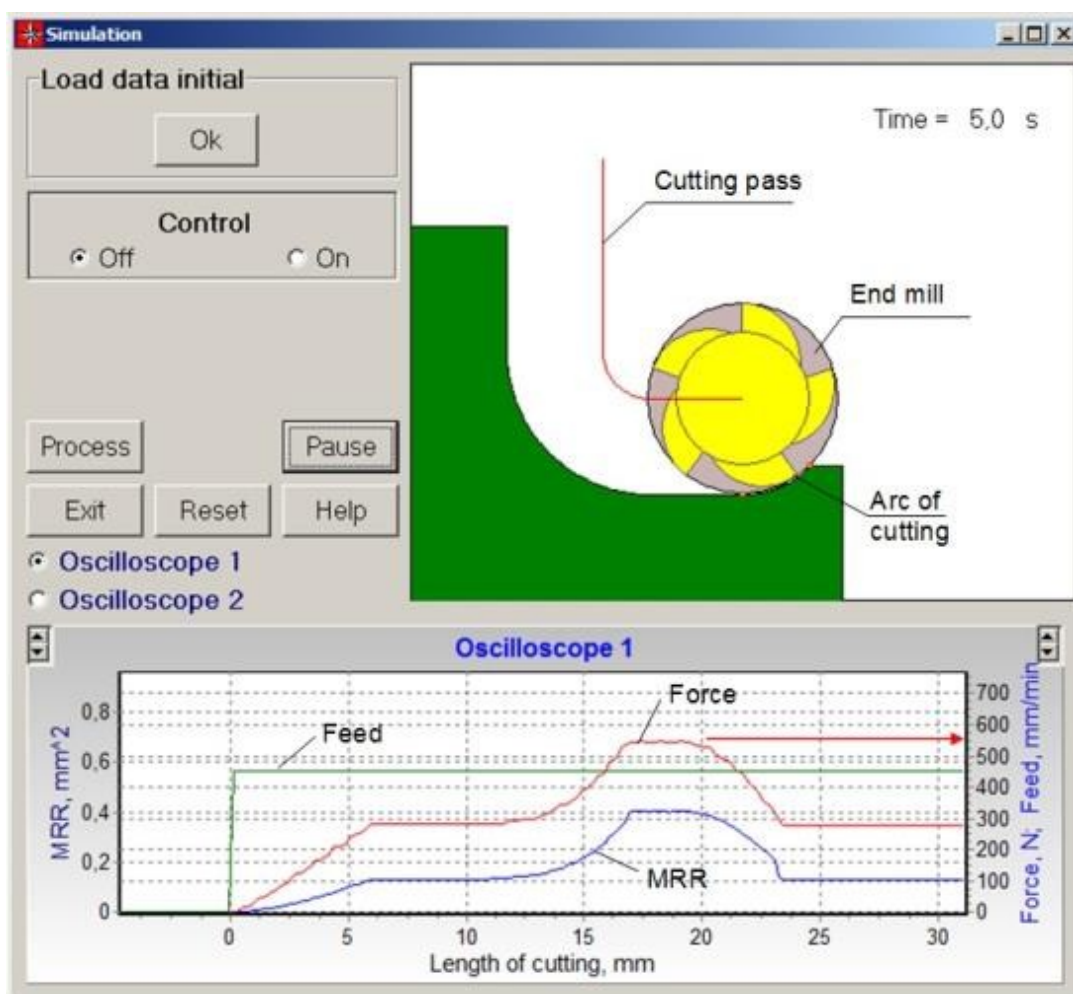 Simulation
Load data initial
Ok
Control
Off
On
Process
Pause
Exit
Reset
Help
Oscilloscope 1
Oscilloscope 2
Time = 5,0 s
Cutting pass
End mill
Arc of
cutting
Oscilloscope 1
MRR, mm^2
0,8
0,6
0,4
0,2
0
Feed
Force
MRR
700
600
500
400
300
200
100
0
Force, N; Feed, mm/min
0
5
10
15
20
25
30
Length of cutting, mm